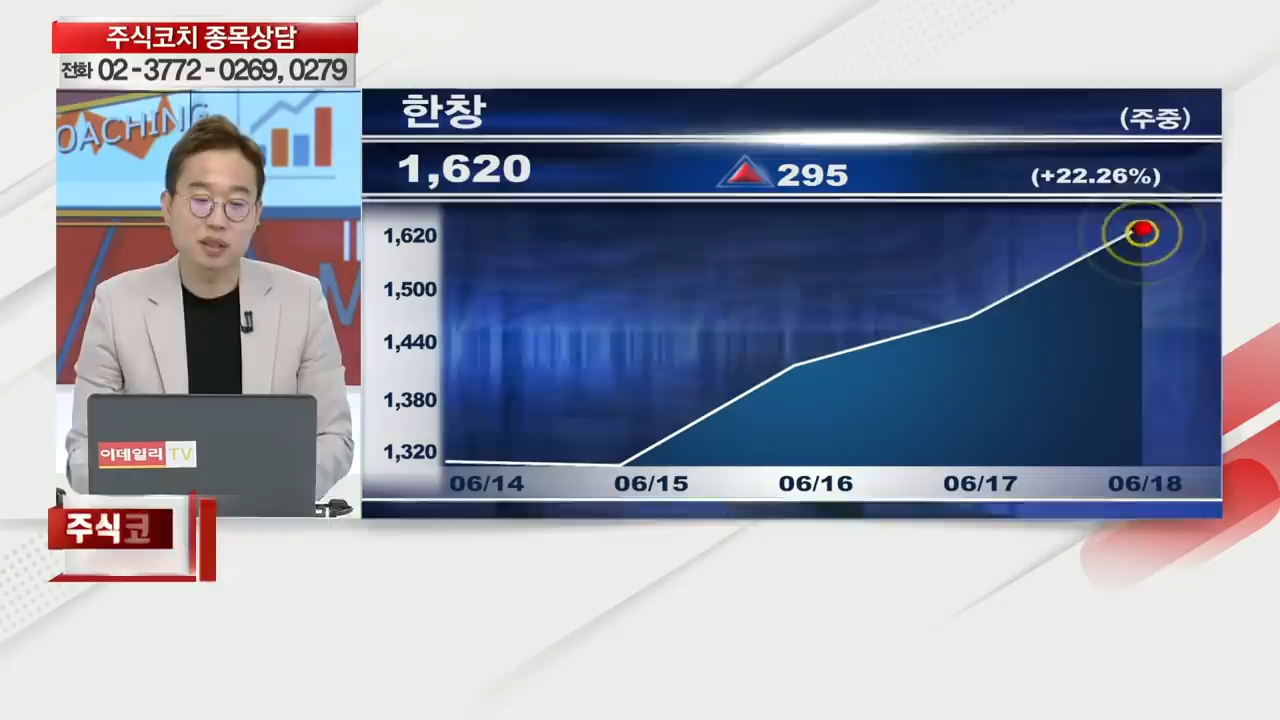 주식코치 종목상담
전화 02-3772-0269, 0279
OACHING
한창
(주중)
1,620
295
(+22.26%)
1,620
1,500
1,440
1,380
1,320
06/14
06/15
06/16
06/17
06/18
이데일리 TV
주식코